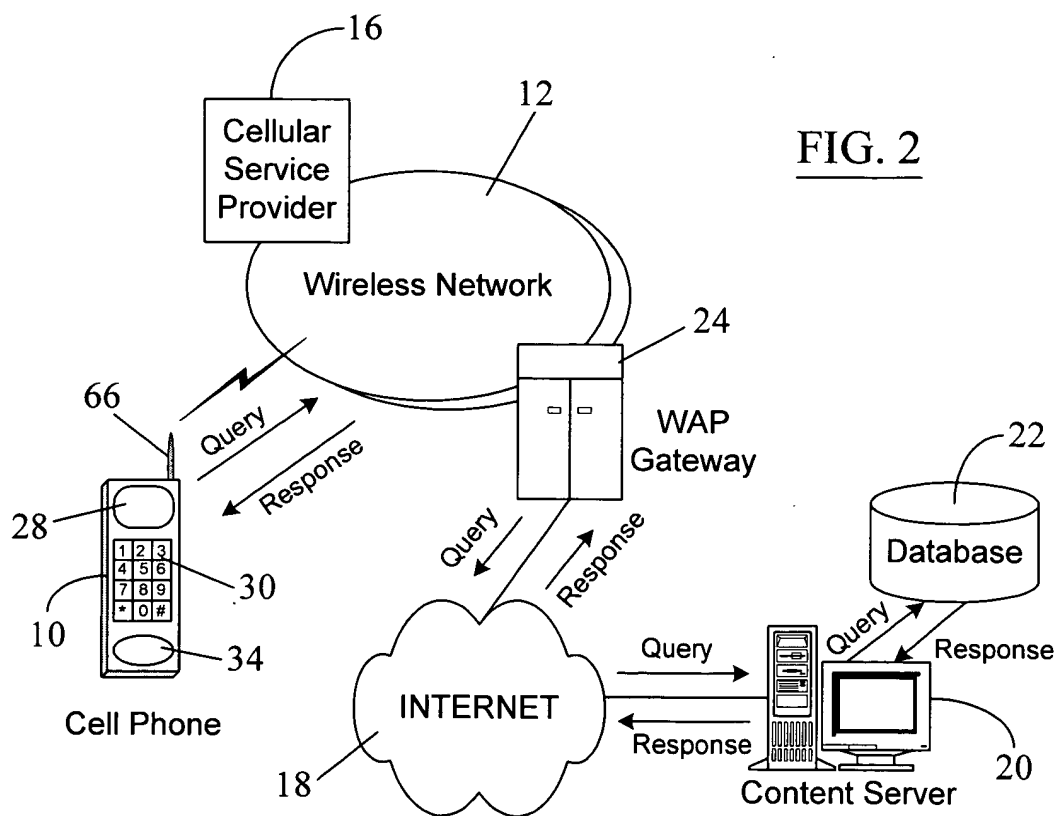 16
Cellular
Service
Provider
12
FIG. 2
Wireless Network
24
66
Query
Response
WAP
Gateway
22
28
1 2 3
4 5 6
7 8 9
* 0 #
30
10
34
Cell Phone
Query
Response
Database
Query
Response
INTERNET
18
Query
Response
20
Content Server